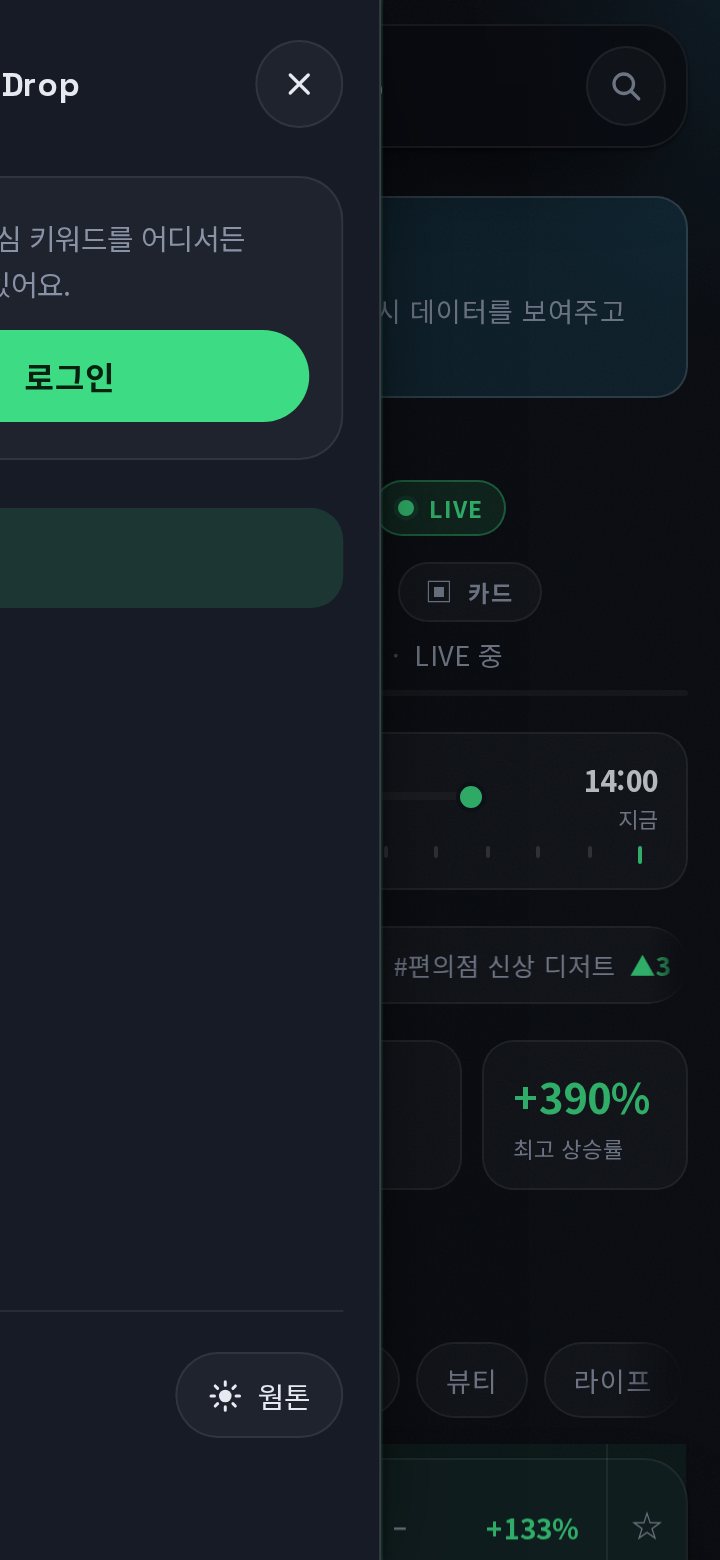 Drop
심 키워드를 어디서든
있어요.
로그인
웜톤
시 데이터를 보여주고
LIVE
카드
· LIVE 중
14:00
지금
#편의점 신상 디저트 ▲3
+390%
최고 상승률
뷰티
라이프
– +133% ☆